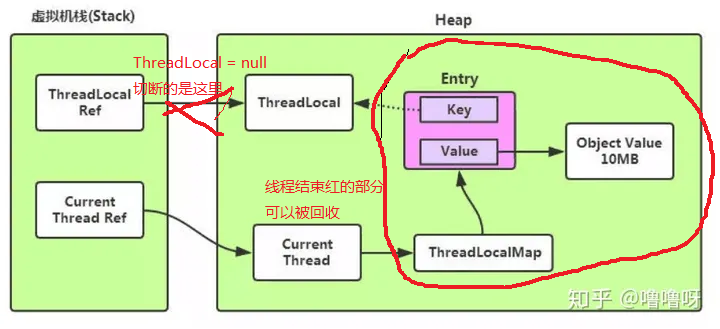 虚拟机栈(Stack)
Heap
ThreadLocal = null
切断的是这里
ThreadLocal
Ref
ThreadLocal
Entry
Key
Value
Object Value
10MB
线程结束红的部分
可以被回收
Current
Thread Ref
Current
Thread
ThreadLocalMap
知乎 @噜噜呀